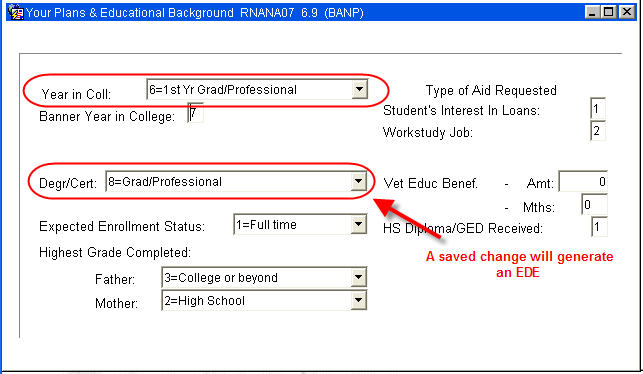 Your Plans & Educational Background RNANA07 6.9 (BANP)
Year in Coll: 6=1st Yr Grad/Professional
Type of Aid Requested
Banner Year in College: 7
Student's Interest In Loans: 1
Workstudy Job: 2
Degr/Cert: 8=Grad/Professional
Vet Educ Benef. - Amt: 0
- Mths: 0
Expected Enrollment Status: 1=Full time
HS Diploma/GED Received: 1
Highest Grade Completed:
A saved change will generate
an EDE
Father: 3=College or beyond
Mother: 2=High School